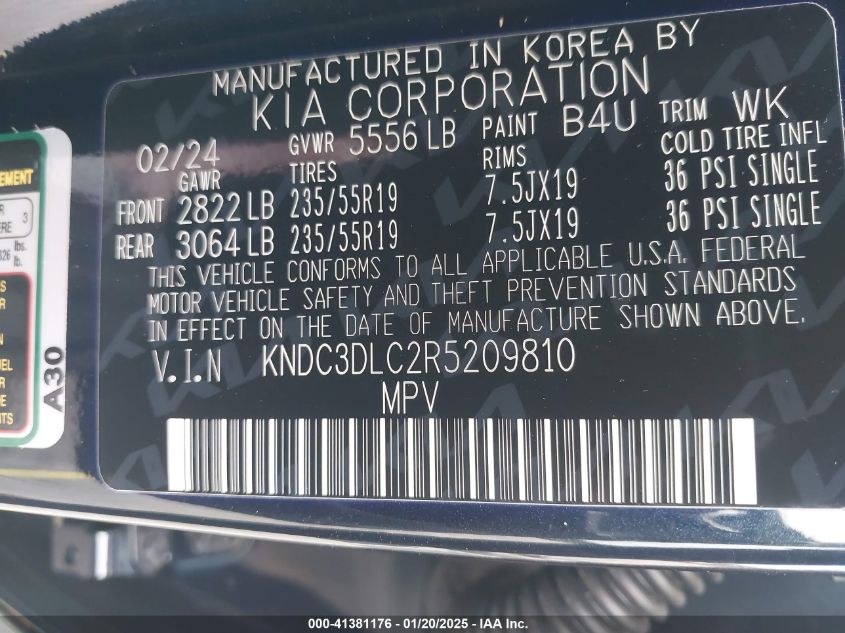 MANUFACTURED IN KOREA BY
KIA CORPORATION
02/24 GVWR 5556 LB PAINT B4U TRIM WK
GAWR TIRES RIMS COLD TIRE INFL
FRONT 2822 LB 235/55R19 7.5JX19 36 PSI SINGLE
REAR 3064 LB 235/55R19 7.5JX19 36 PSI SINGLE
THIS VEHICLE CONFORMS TO ALL APPLICABLE U.S.A. FEDERAL
MOTOR VEHICLE SAFETY AND THEFT PREVENTION STANDARDS
IN EFFECT ON THE DATE OF MANUFACTURE SHOWN ABOVE.
V.I.N KNDC3DLC2R5209810
MPV
3
lbs.
lb.
A30
000-41381176 — 01/20/2025 — IAA Inc.